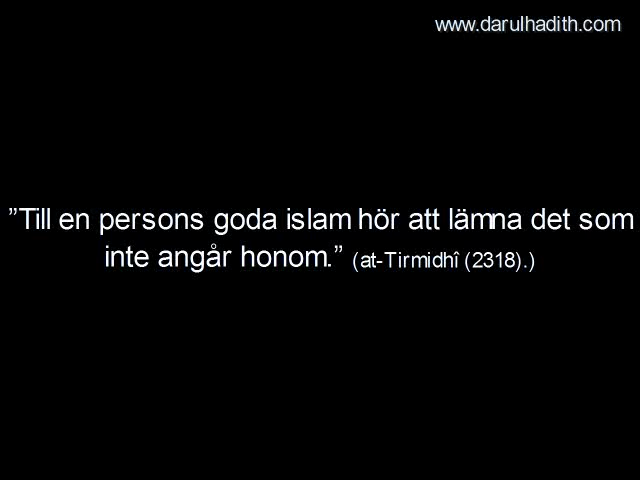 www.darulhadith.com
”Till en persons goda islam hör att lämna det som
inte angår honom.” (at-Tirmidhî (2318).)